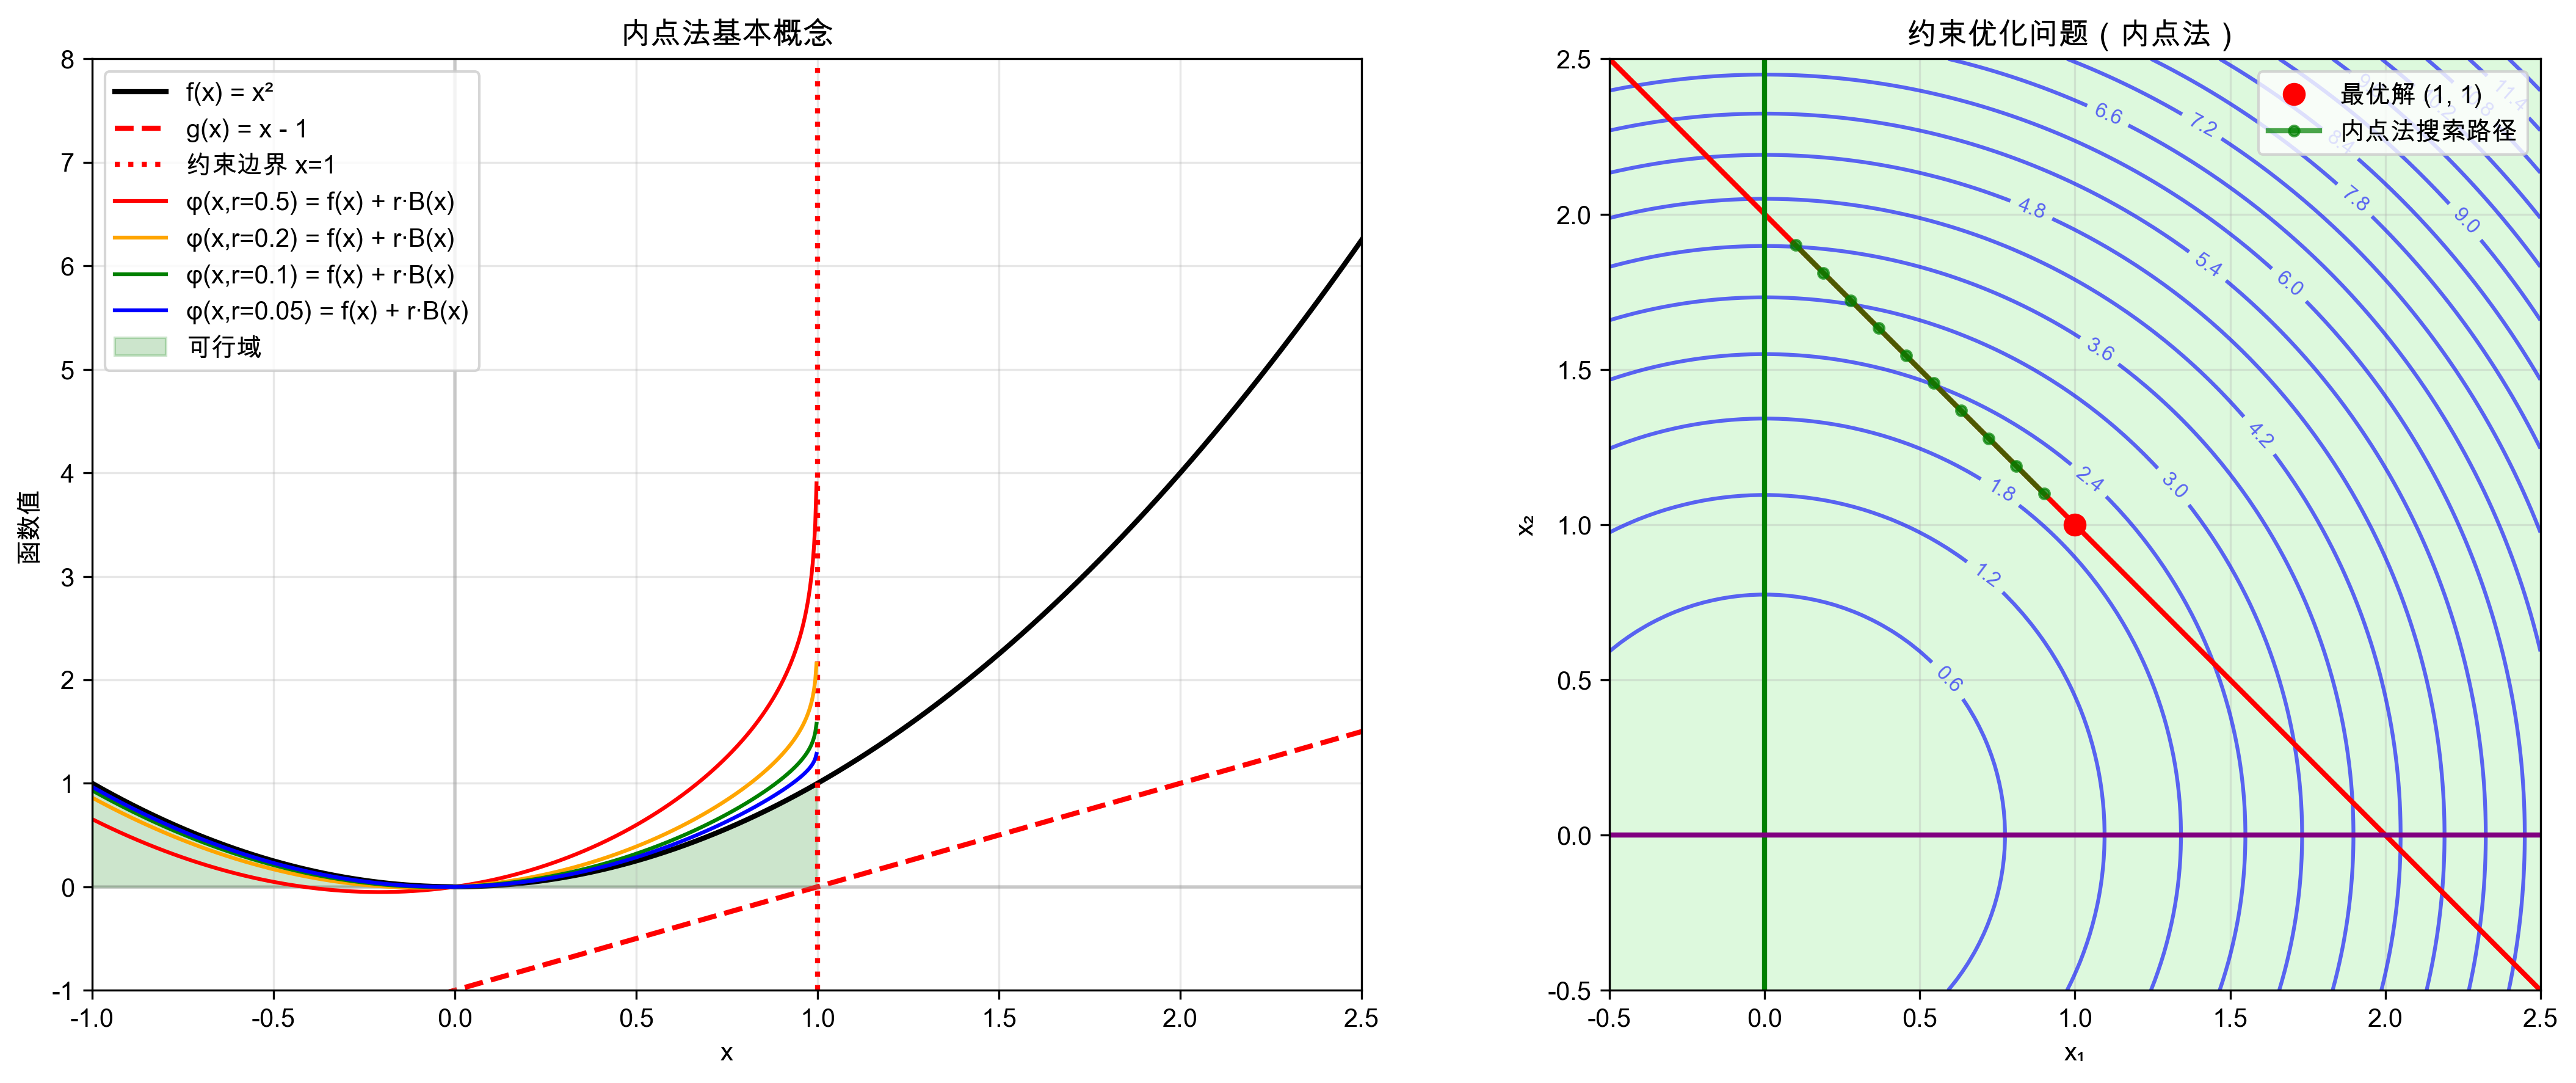 内点法基本概念
8
7
6
5
4
3
2
1
0
-1
函数值
f(x) = x²
g(x) = x - 1
约束边界 x=1
φ(x,r=0.5) = f(x) + r·B(x)
φ(x,r=0.2) = f(x) + r·B(x)
φ(x,r=0.1) = f(x) + r·B(x)
φ(x,r=0.05) = f(x) + r·B(x)
可行域
-1.0 -0.5 0.0 0.5 1.0 1.5 2.0 2.5
x
约束优化问题（内点法）
2.5
2.0
1.5
1.0
0.5
0.0
-0.5
x₂
最优解 (1, 1)
内点法搜索路径
11.4
8.4
6.6
7.2
7.8
9.0
4.8
5.4
6.0
3.6
4.2
2.4
3.0
1.8
1.2
0.6
-0.5 0.0 0.5 1.0 1.5 2.0 2.5
x₁